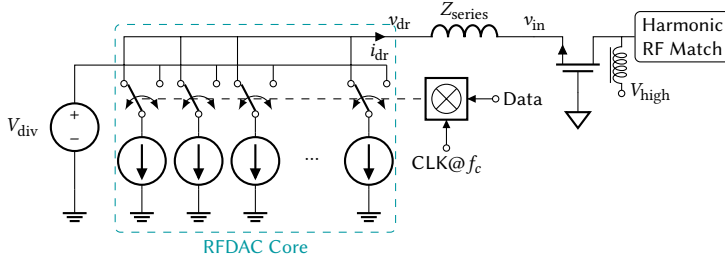 v_dr
Z_series
v_in
Harmonic
RF Match
i_dr
V_high
V_div
+
−
Data
CLK@f_c
...
RFDAC Core